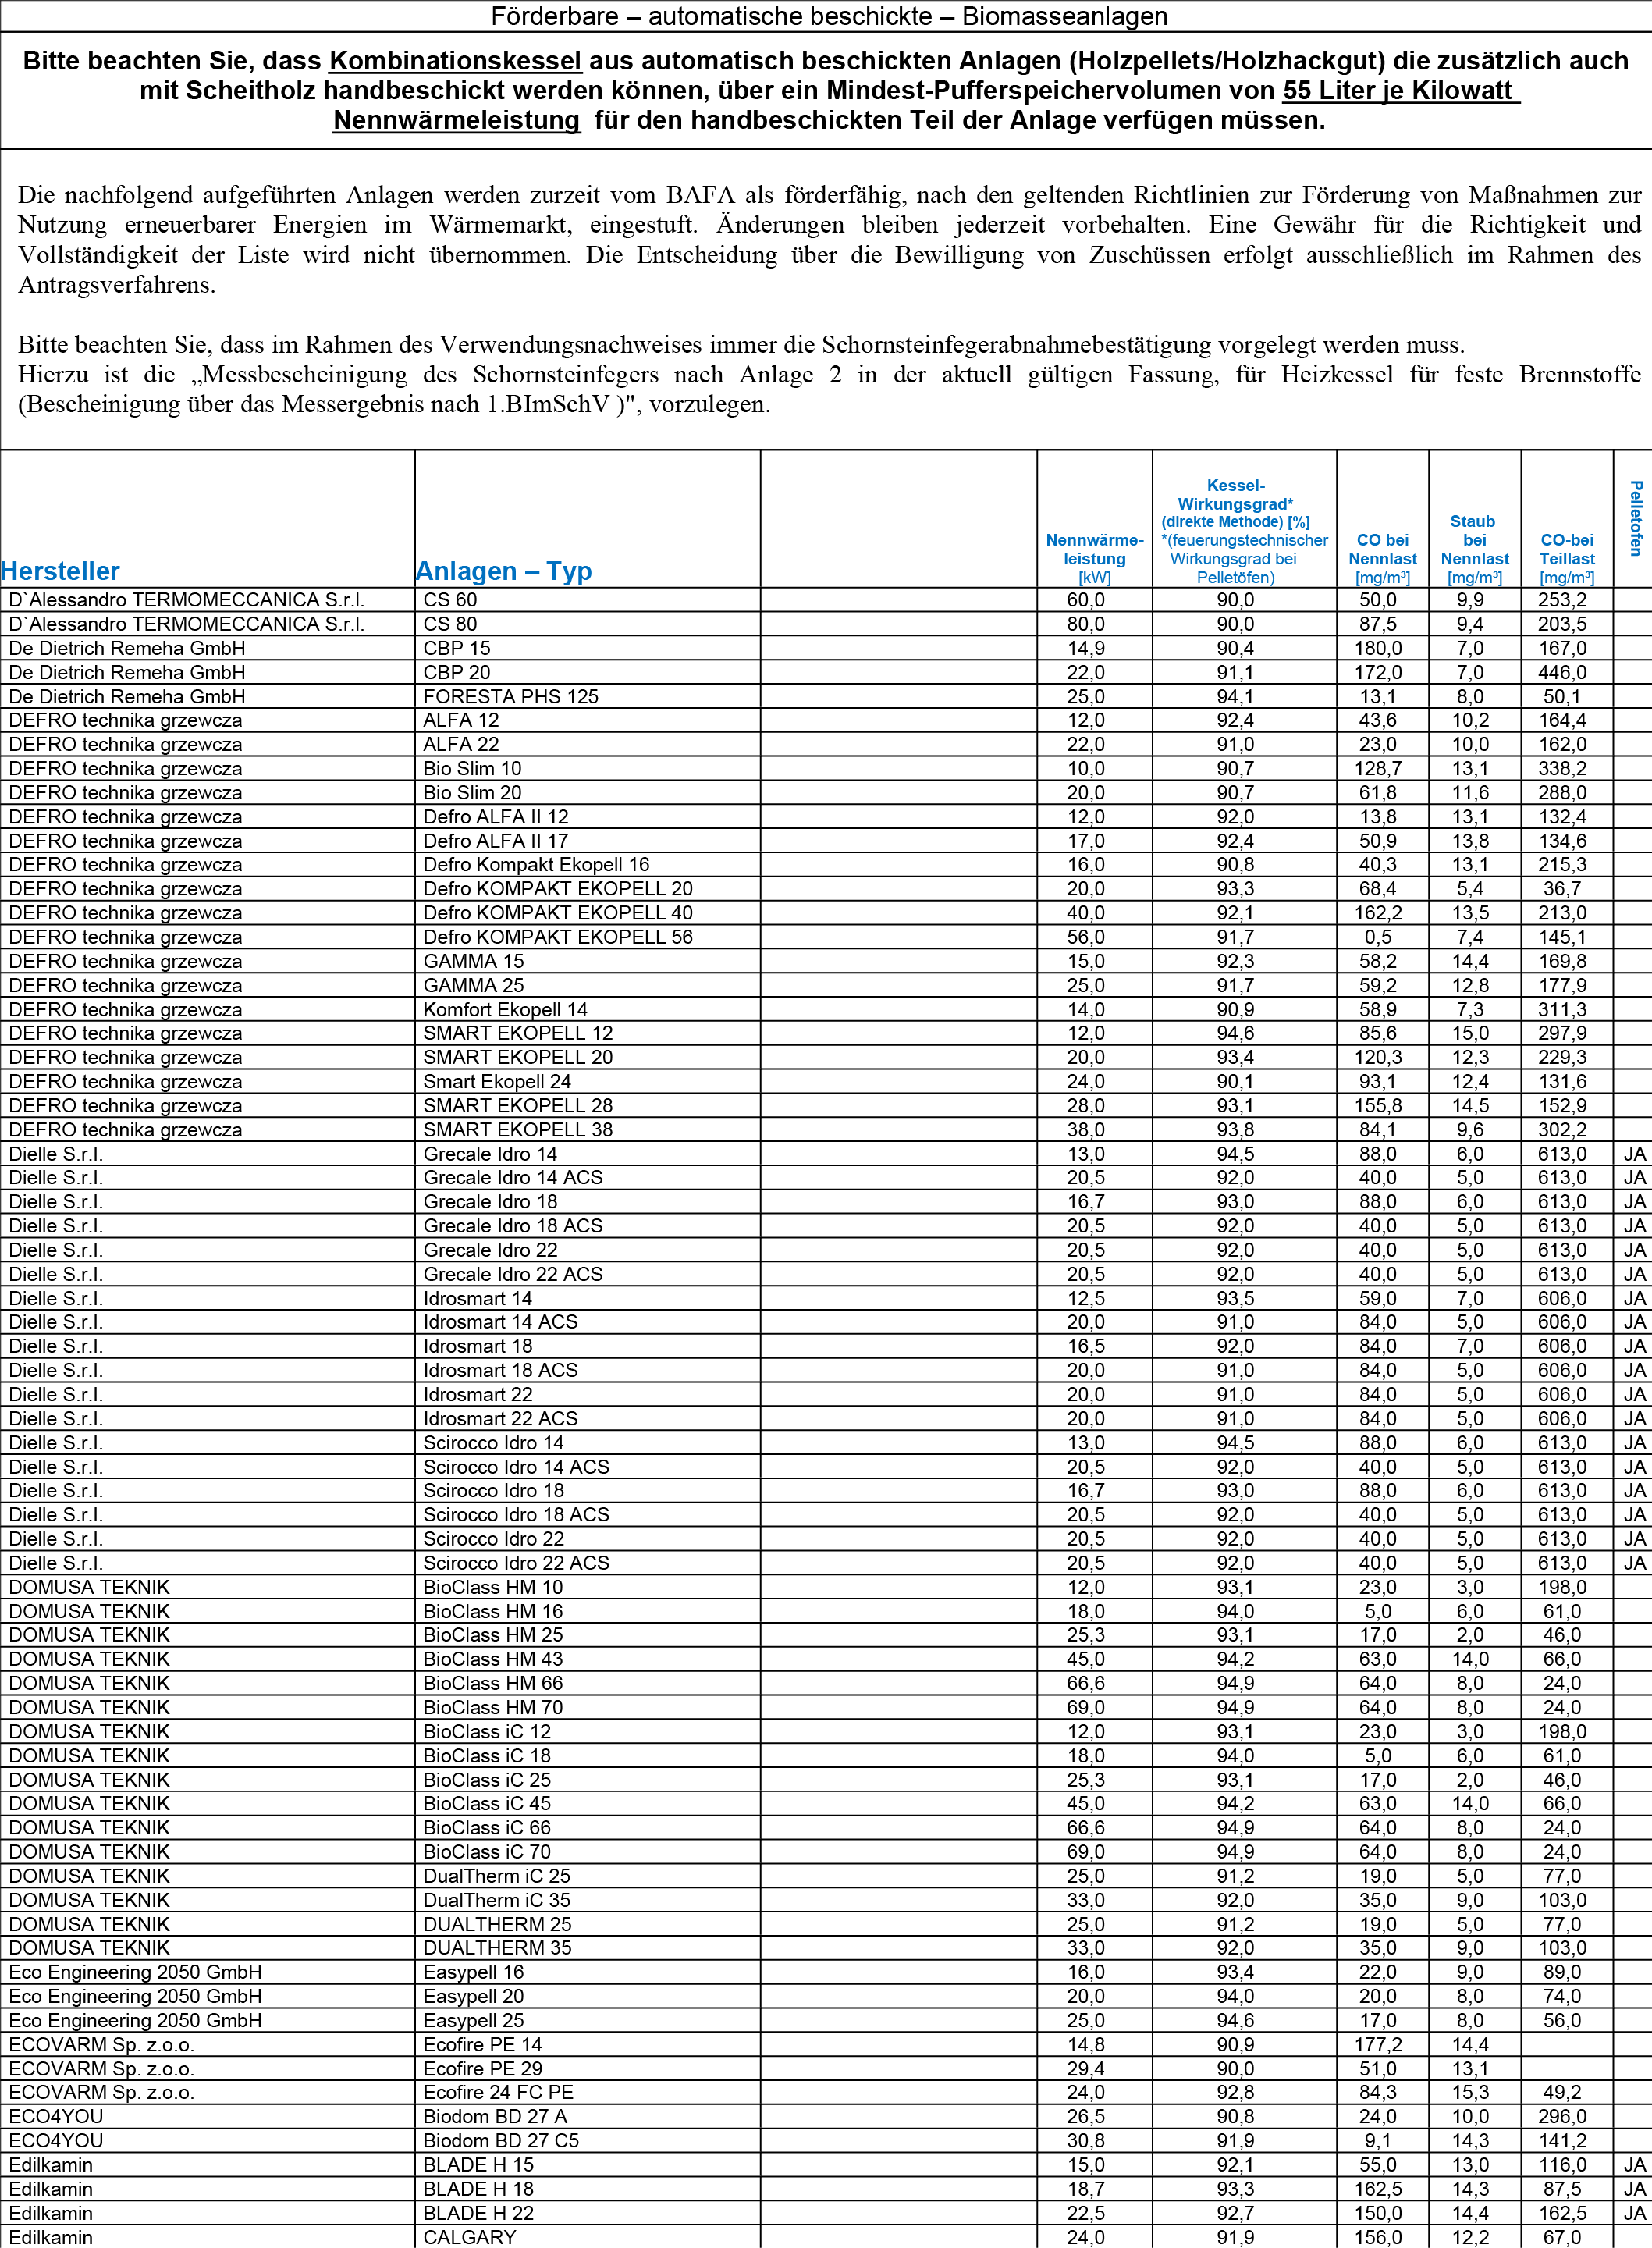 Förderbare – automatische beschickte – Biomasseanlagen
Bitte beachten Sie, dass Kombinationskessel aus automatisch beschickten Anlagen (Holzpellets/Holzhackgut) die zusätzlich auch
mit Scheitholz handbeschickt werden können, über ein Mindest-Pufferspeichervolumen von 55 Liter je Kilowatt
Nennwärmeleistung für den handbeschickten Teil der Anlage verfügen müssen.
Die nachfolgend aufgeführten Anlagen werden zurzeit vom BAFA als förderfähig, nach den geltenden Richtlinien zur Förderung von Maßnahmen zur
Nutzung erneuerbarer Energien im Wärmemarkt, eingestuft. Änderungen bleiben jederzeit vorbehalten. Eine Gewähr für die Richtigkeit und
Vollständigkeit der Liste wird nicht übernommen. Die Entscheidung über die Bewilligung von Zuschüssen erfolgt ausschließlich im Rahmen des
Antragsverfahrens.
Bitte beachten Sie, dass im Rahmen des Verwendungsnachweises immer die Schornsteinfegerabnahmebestätigung vorgelegt werden muss.
Hierzu ist die „Messbescheinigung des Schornsteinfegers nach Anlage 2 in der aktuell gültigen Fassung, für Heizkessel für feste Brennstoffe
(Bescheinigung über das Messergebnis nach 1.BImSchV )", vorzulegen.
Hersteller
Anlagen – Typ
Nennwärme-
leistung
[kW]
Kessel-
Wirkungsgrad*
(direkte Methode) [%]
*(feuerungstechnischer
Wirkungsgrad bei
Pelletöfen)
CO bei
Nennlast
[mg/m³]
Staub
bei
Nennlast
[mg/m³]
CO-bei
Teillast
[mg/m³]
Pelletofen
D`Alessandro TERMOMECCANICA S.r.l. CS 60 60,0 90,0 50,0 9,9 253,2
D`Alessandro TERMOMECCANICA S.r.l. CS 80 80,0 90,0 87,5 9,4 203,5
De Dietrich Remeha GmbH CBP 15 14,9 90,4 180,0 7,0 167,0
De Dietrich Remeha GmbH CBP 20 22,0 91,1 172,0 7,0 446,0
De Dietrich Remeha GmbH FORESTA PHS 125 25,0 94,1 13,1 8,0 50,1
DEFRO technika grzewcza ALFA 12 12,0 92,4 43,6 10,2 164,4
DEFRO technika grzewcza ALFA 22 22,0 91,0 23,0 10,0 162,0
DEFRO technika grzewcza Bio Slim 10 10,0 90,7 128,7 13,1 338,2
DEFRO technika grzewcza Bio Slim 20 20,0 90,7 61,8 11,6 288,0
DEFRO technika grzewcza Defro ALFA II 12 12,0 92,0 13,8 13,1 132,4
DEFRO technika grzewcza Defro ALFA II 17 17,0 92,4 50,9 13,8 134,6
DEFRO technika grzewcza Defro Kompakt Ekopell 16 16,0 90,8 40,3 13,1 215,3
DEFRO technika grzewcza Defro KOMPAKT EKOPELL 20 20,0 93,3 68,4 5,4 36,7
DEFRO technika grzewcza Defro KOMPAKT EKOPELL 40 40,0 92,1 162,2 13,5 213,0
DEFRO technika grzewcza Defro KOMPAKT EKOPELL 56 56,0 91,7 0,5 7,4 145,1
DEFRO technika grzewcza GAMMA 15 15,0 92,3 58,2 14,4 169,8
DEFRO technika grzewcza GAMMA 25 25,0 91,7 59,2 12,8 177,9
DEFRO technika grzewcza Komfort Ekopell 14 14,0 90,9 58,9 7,3 311,3
DEFRO technika grzewcza SMART EKOPELL 12 12,0 94,6 85,6 15,0 297,9
DEFRO technika grzewcza SMART EKOPELL 20 20,0 93,4 120,3 12,3 229,3
DEFRO technika grzewcza Smart Ekopell 24 24,0 90,1 93,1 12,4 131,6
DEFRO technika grzewcza SMART EKOPELL 28 28,0 93,1 155,8 14,5 152,9
DEFRO technika grzewcza SMART EKOPELL 38 38,0 93,8 84,1 9,6 302,2
Dielle S.r.l. Grecale Idro 14 13,0 94,5 88,0 6,0 613,0 JA
Dielle S.r.l. Grecale Idro 14 ACS 20,5 92,0 40,0 5,0 613,0 JA
Dielle S.r.l. Grecale Idro 18 16,7 93,0 88,0 6,0 613,0 JA
Dielle S.r.l. Grecale Idro 18 ACS 20,5 92,0 40,0 5,0 613,0 JA
Dielle S.r.l. Grecale Idro 22 20,5 92,0 40,0 5,0 613,0 JA
Dielle S.r.l. Grecale Idro 22 ACS 20,5 92,0 40,0 5,0 613,0 JA
Dielle S.r.l. Idrosmart 14 12,5 93,5 59,0 7,0 606,0 JA
Dielle S.r.l. Idrosmart 14 ACS 20,0 91,0 84,0 5,0 606,0 JA
Dielle S.r.l. Idrosmart 18 16,5 92,0 84,0 7,0 606,0 JA
Dielle S.r.l. Idrosmart 18 ACS 20,0 91,0 84,0 5,0 606,0 JA
Dielle S.r.l. Idrosmart 22 20,0 91,0 84,0 5,0 606,0 JA
Dielle S.r.l. Idrosmart 22 ACS 20,0 91,0 84,0 5,0 606,0 JA
Dielle S.r.l. Scirocco Idro 14 13,0 94,5 88,0 6,0 613,0 JA
Dielle S.r.l. Scirocco Idro 14 ACS 20,5 92,0 40,0 5,0 613,0 JA
Dielle S.r.l. Scirocco Idro 18 16,7 93,0 88,0 6,0 613,0 JA
Dielle S.r.l. Scirocco Idro 18 ACS 20,5 92,0 40,0 5,0 613,0 JA
Dielle S.r.l. Scirocco Idro 22 20,5 92,0 40,0 5,0 613,0 JA
Dielle S.r.l. Scirocco Idro 22 ACS 20,5 92,0 40,0 5,0 613,0 JA
DOMUSA TEKNIK BioClass HM 10 12,0 93,1 23,0 3,0 198,0
DOMUSA TEKNIK BioClass HM 16 18,0 94,0 5,0 6,0 61,0
DOMUSA TEKNIK BioClass HM 25 25,3 93,1 17,0 2,0 46,0
DOMUSA TEKNIK BioClass HM 43 45,0 94,2 63,0 14,0 66,0
DOMUSA TEKNIK BioClass HM 66 66,6 94,9 64,0 8,0 24,0
DOMUSA TEKNIK BioClass HM 70 69,0 94,9 64,0 8,0 24,0
DOMUSA TEKNIK BioClass iC 12 12,0 93,1 23,0 3,0 198,0
DOMUSA TEKNIK BioClass iC 18 18,0 94,0 5,0 6,0 61,0
DOMUSA TEKNIK BioClass iC 25 25,3 93,1 17,0 2,0 46,0
DOMUSA TEKNIK BioClass iC 45 45,0 94,2 63,0 14,0 66,0
DOMUSA TEKNIK BioClass iC 66 66,6 94,9 64,0 8,0 24,0
DOMUSA TEKNIK BioClass iC 70 69,0 94,9 64,0 8,0 24,0
DOMUSA TEKNIK DualTherm iC 25 25,0 91,2 19,0 5,0 77,0
DOMUSA TEKNIK DualTherm iC 35 33,0 92,0 35,0 9,0 103,0
DOMUSA TEKNIK DUALTHERM 25 25,0 91,2 19,0 5,0 77,0
DOMUSA TEKNIK DUALTHERM 35 33,0 92,0 35,0 9,0 103,0
Eco Engineering 2050 GmbH Easypell 16 16,0 93,4 22,0 9,0 89,0
Eco Engineering 2050 GmbH Easypell 20 20,0 94,0 20,0 8,0 74,0
Eco Engineering 2050 GmbH Easypell 25 25,0 94,6 17,0 8,0 56,0
ECOVARM Sp. z.o.o. Ecofire PE 14 14,8 90,9 177,2 14,4
ECOVARM Sp. z.o.o. Ecofire PE 29 29,4 90,0 51,0 13,1
ECOVARM Sp. z.o.o. Ecofire 24 FC PE 24,0 92,8 84,3 15,3 49,2
ECO4YOU Biodom BD 27 A 26,5 90,8 24,0 10,0 296,0
ECO4YOU Biodom BD 27 C5 30,8 91,9 9,1 14,3 141,2
Edilkamin BLADE H 15 15,0 92,1 55,0 13,0 116,0 JA
Edilkamin BLADE H 18 18,7 93,3 162,5 14,3 87,5 JA
Edilkamin BLADE H 22 22,5 92,7 150,0 14,4 162,5 JA
Edilkamin CALGARY 24,0 91,9 156,0 12,2 67,0